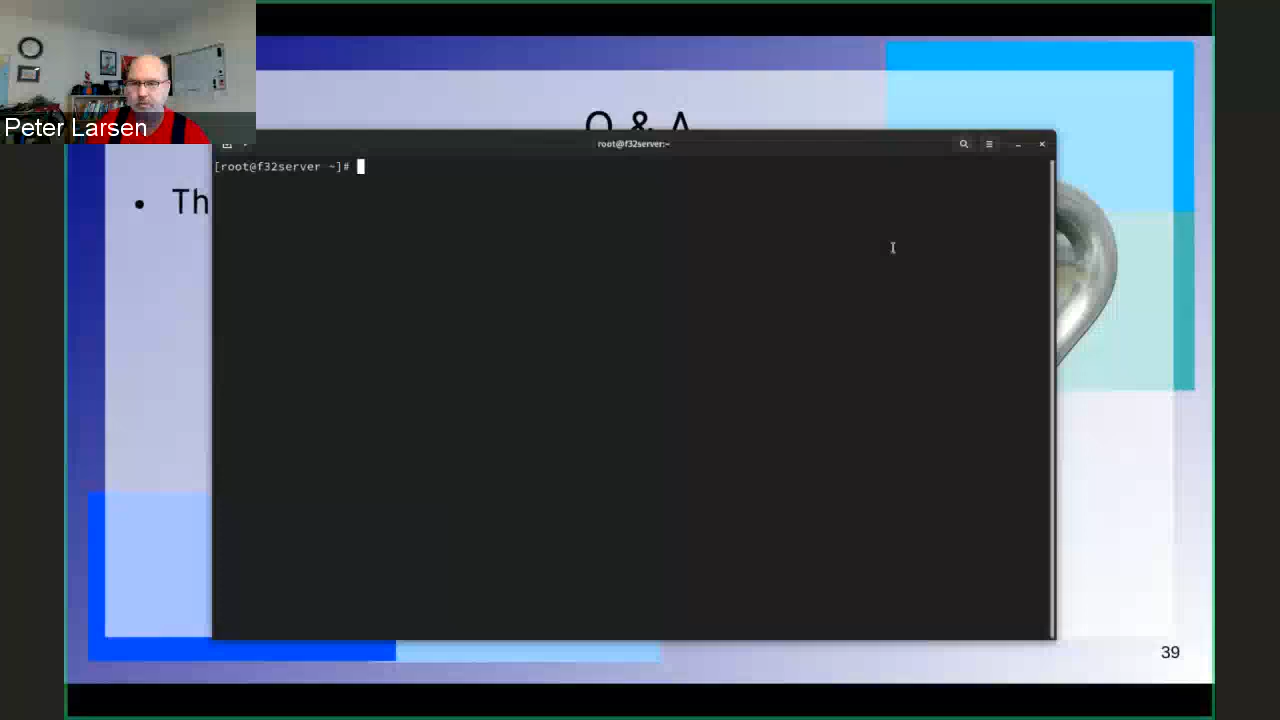 Peter Larsen
Q & A
root@f32server:~
[root@f32server ~]#
• Th
39